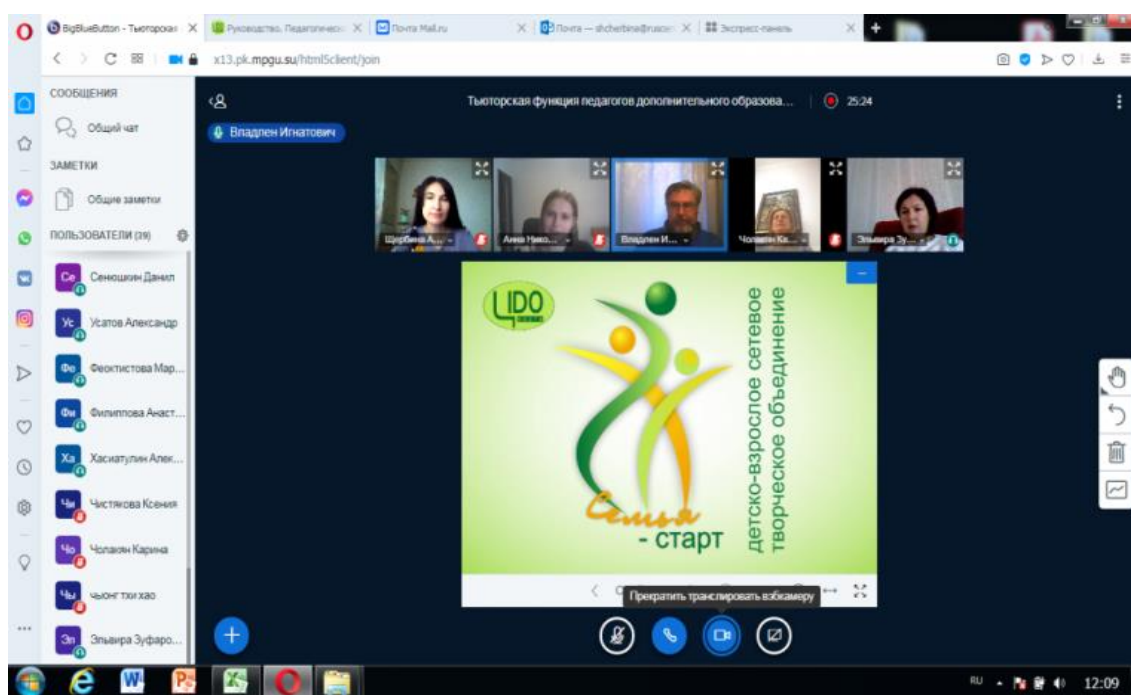 BigBlueButton - Тьюторская
Руководство, Педагогическ
Почта Mail.ru
Почта — shcherbina@rusoe
Экспресс-панель
x13.pk.mpgu.su/html5client/join
СООБЩЕНИЯ
Общий чат
ЗАМЕТКИ
Общие заметки
ПОЛЬЗОВАТЕЛИ (39)
Се Сенюшкин Данил
Ус Усатов Александр
Фе Феоктистова Мар...
Фи Филиппова Анаст...
Ха Хасиатулин Алек...
Чи Чистякова Ксения
Чо Чолакян Карина
Чы чыонг тхи хао
Эл Эльвира Зуфаро...
Тьюторская функция педагогов дополнительного образова...
25:24
Владлен Игнатович
Щербина А...
Анна Нико...
Владлен И...
Чолакян Ка...
Эльвира Зу...
ЦDO
детско-взрослое сетевое
творческое объединение
Семья
- старт
Прекратить транслировать вэбкамеру
RU
12:09